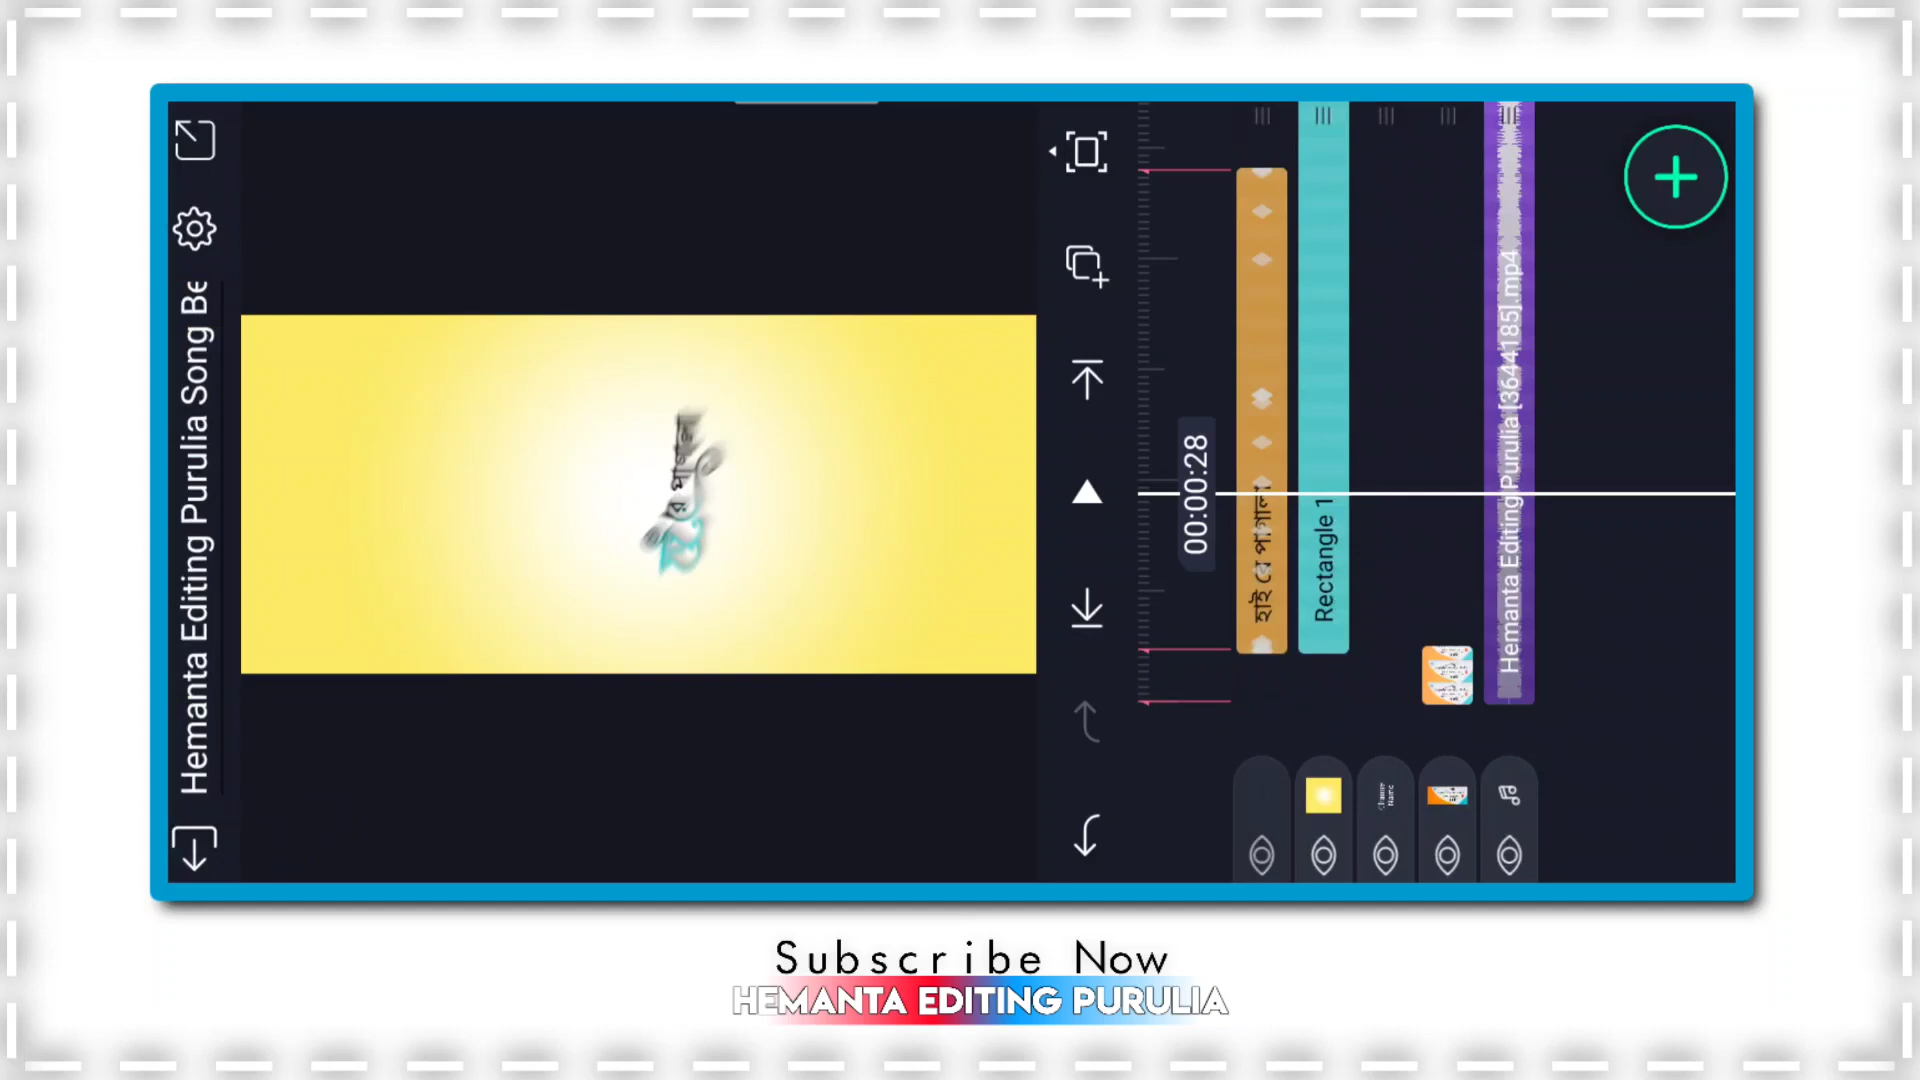 Hemanta Editing Purulia Song Be
00:00:28
হাই রে পাগল
Rectangle 1
Hemanta Editing Purulia [3644185].mp4
Subscribe Now
HEMANTA EDITING PURULIA